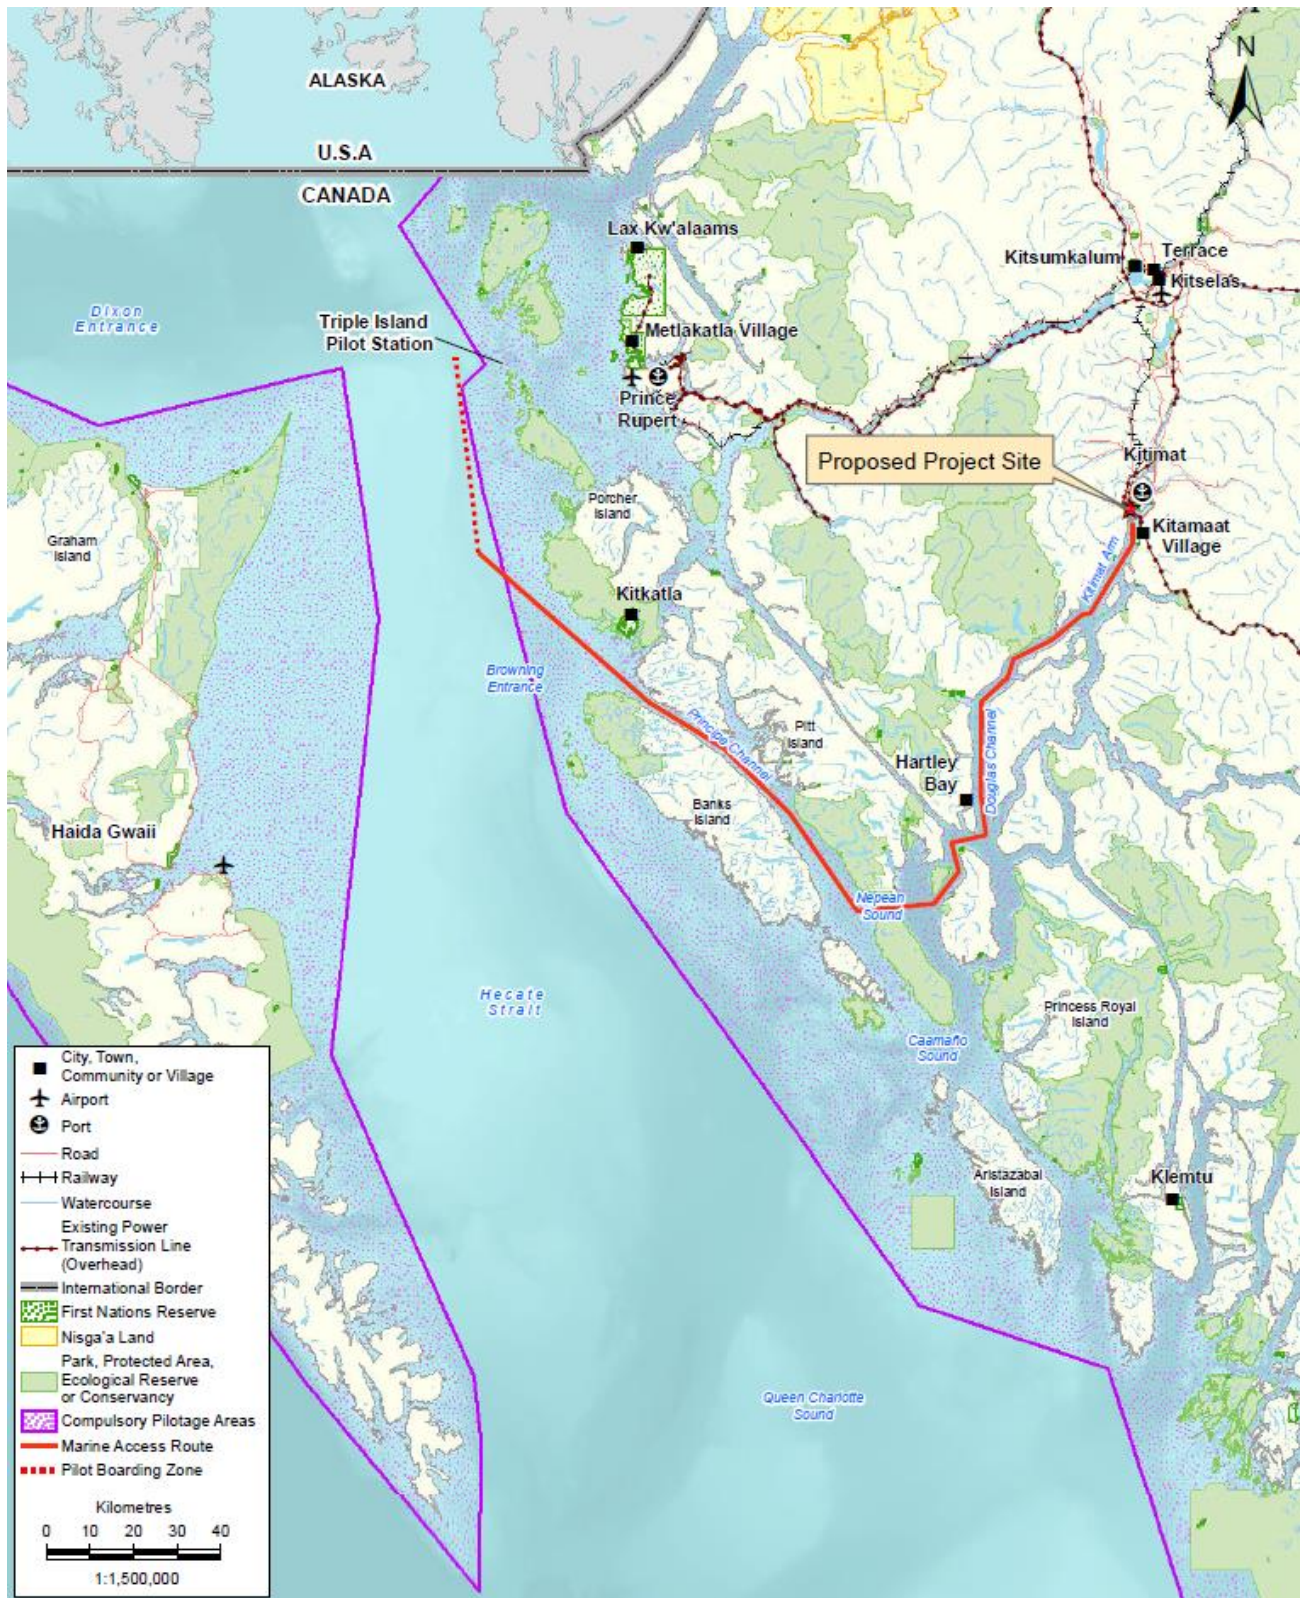 ALASKA
U.S.A
CANADA
N
Lax Kw'alaams
Kitsumkalum
Terrace
Kitselas
Dixon
Entrance
Triple Island
Pilot Station
Metlakatla Village
Prince
Rupert
Proposed Project Site
Kitimat
Porcher
Island
Graham
Island
Kitamaat
Village
Kitimat Arm
Kitkatla
Browning
Entrance
Principe Channel
Pitt
Island
Hartley
Bay
Douglas Channel
Banks
Island
Haida Gwaii
Nepean
Sound
Hecate
Strait
Princess Royal
Island
Caamaño
Sound
Aristazabal
Island
Klemtu
Queen Charlotte
Sound
City, Town,
Community or Village
Airport
Port
Road
Railway
Watercourse
Existing Power
Transmission Line
(Overhead)
International Border
First Nations Reserve
Nisga'a Land
Park, Protected Area,
Ecological Reserve
or Conservancy
Compulsory Pilotage Areas
Marine Access Route
Pilot Boarding Zone
Kilometres
0 10 20 30 40
1:1,500,000